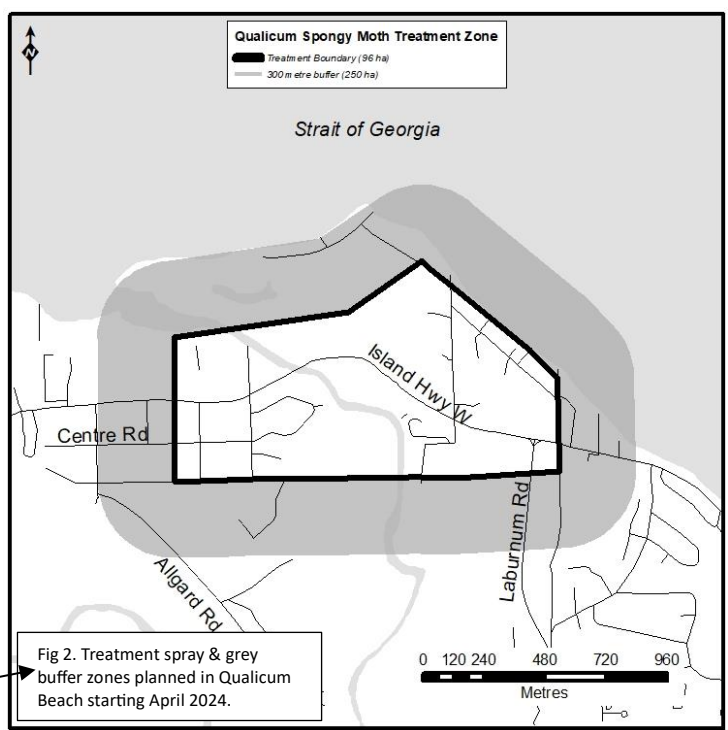 N
Qualicum Spongy Moth Treatment Zone
Treatment Boundary (96 ha)
300 metre buffer (250 ha)
Strait of Georgia
Island Hwy W
Centre Rd
Laburnum Rd
Allgard Rd
Fig 2. Treatment spray & grey
buffer zones planned in Qualicum
Beach starting April 2024.
0 120 240 480 720 960
Metres